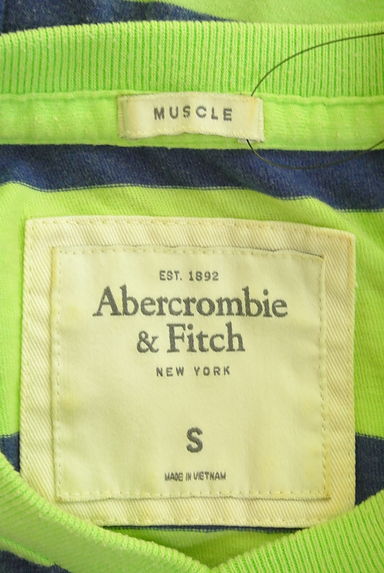 MUSCLE
EST. 1892
Abercrombie
& Fitch
NEW YORK
S
MADE IN VIETNAM